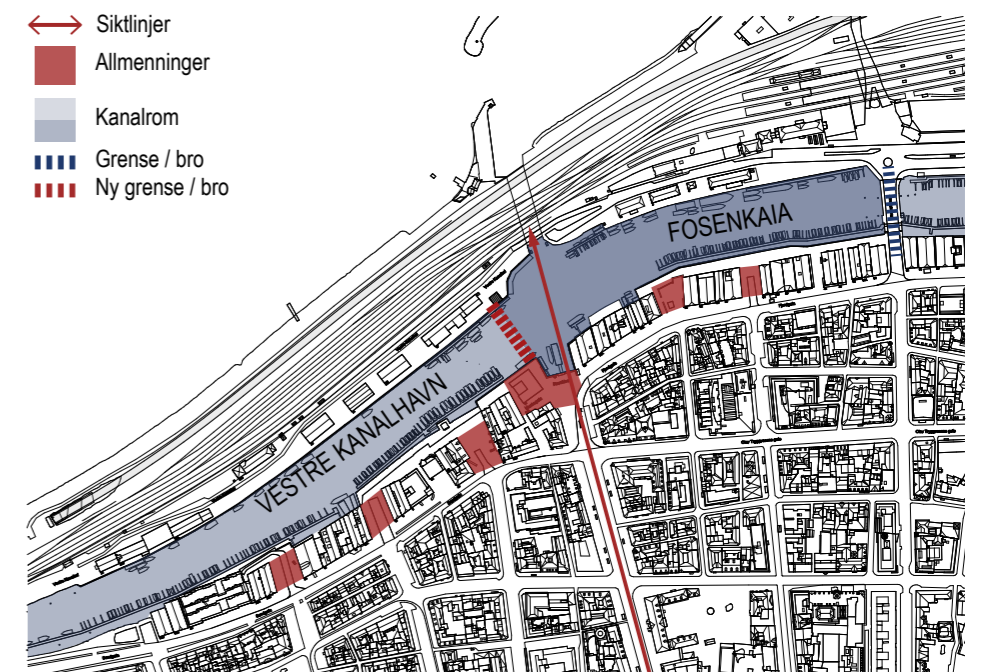 Siktlinjer
Allmenninger
Kanalrom
Grense / bro
Ny grense / bro
FOSENKAIA
VESTRE KANALHAVN